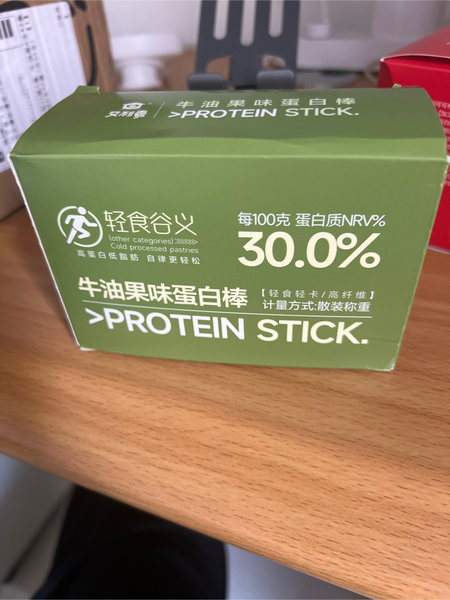 牛油果味蛋白棒
>PROTEIN STICK.
轻食谷义
(other categories)
Cold processed pastries
高蛋白低脂肪 自律更轻松
每100克 蛋白质NRV%
30.0%
牛油果味蛋白棒
【轻食轻卡/高纤维】
>PROTEIN STICK.
计量方式:散装称重